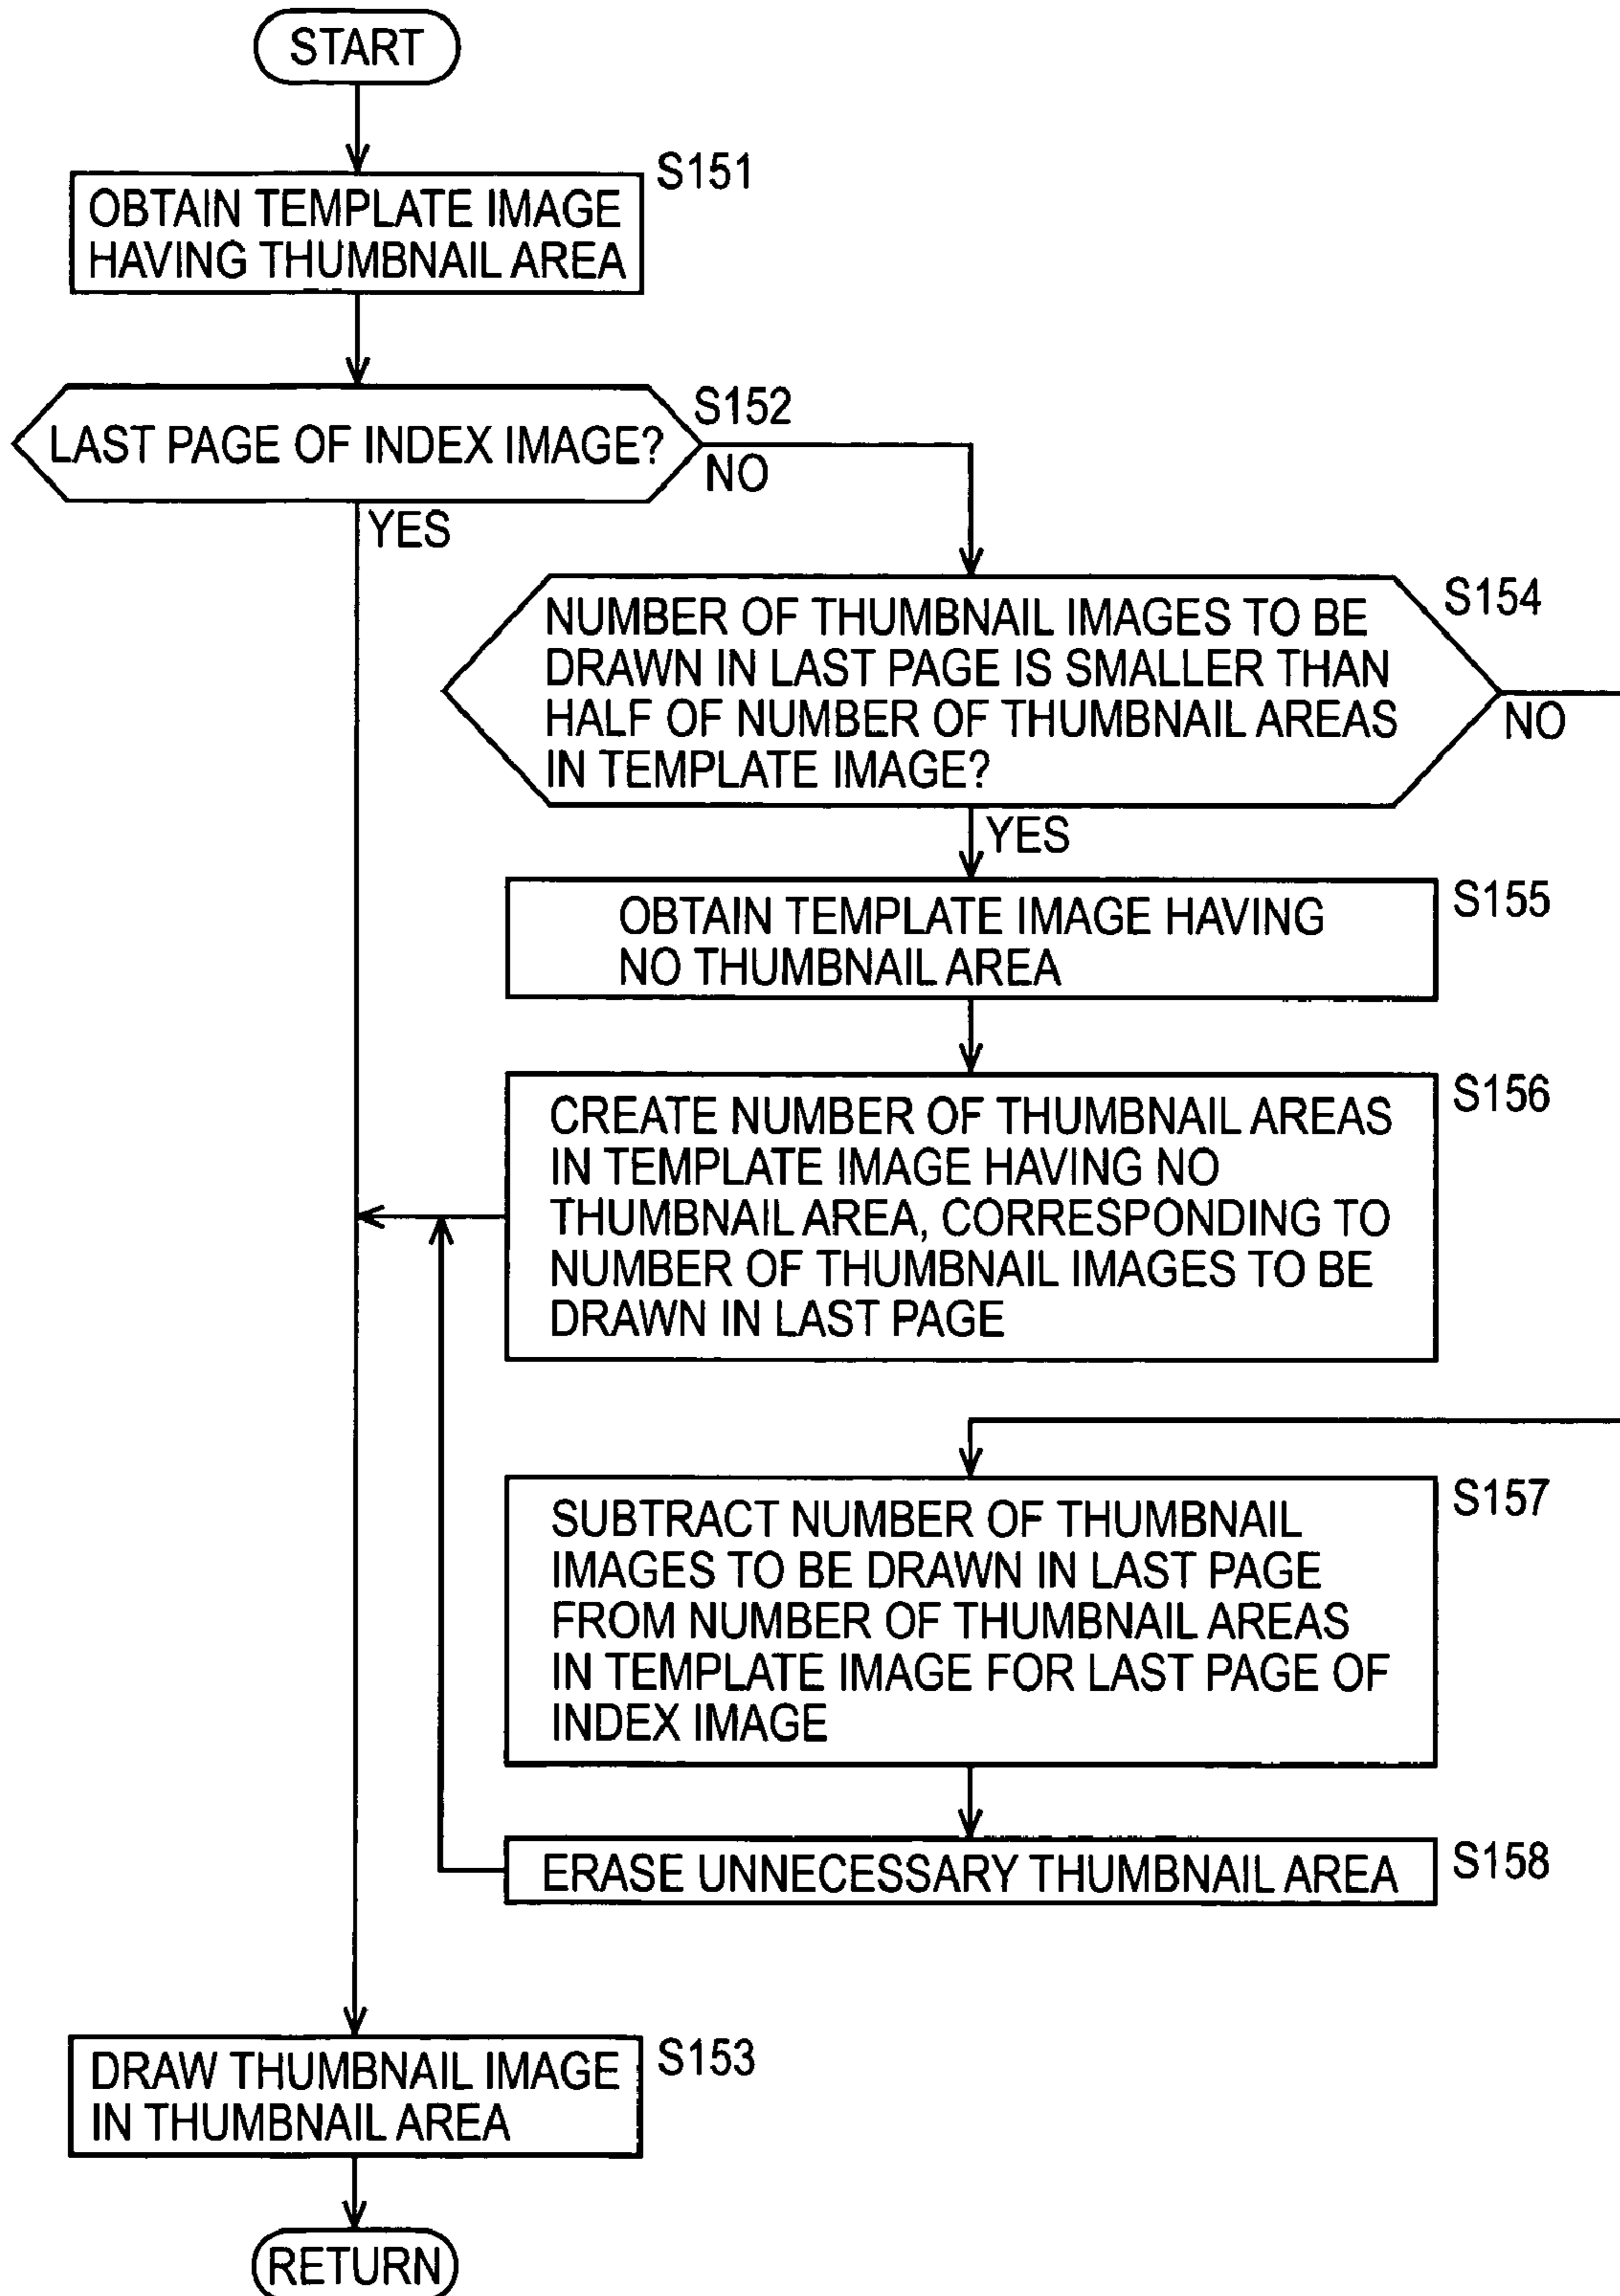 START
S151
OBTAIN TEMPLATE IMAGE
HAVING THUMBNAIL AREA
S152
LAST PAGE OF INDEX IMAGE?
NO
YES
S154
NUMBER OF THUMBNAIL IMAGES TO BE
DRAWN IN LAST PAGE IS SMALLER THAN
HALF OF NUMBER OF THUMBNAIL AREAS
IN TEMPLATE IMAGE?
NO
YES
S155
OBTAIN TEMPLATE IMAGE HAVING
NO THUMBNAIL AREA
S156
CREATE NUMBER OF THUMBNAIL AREAS
IN TEMPLATE IMAGE HAVING NO
THUMBNAIL AREA, CORRESPONDING TO
NUMBER OF THUMBNAIL IMAGES TO BE
DRAWN IN LAST PAGE
S157
SUBTRACT NUMBER OF THUMBNAIL
IMAGES TO BE DRAWN IN LAST PAGE
FROM NUMBER OF THUMBNAIL AREAS
IN TEMPLATE IMAGE FOR LAST PAGE OF
INDEX IMAGE
S158
ERASE UNNECESSARY THUMBNAIL AREA
S153
DRAW THUMBNAIL IMAGE
IN THUMBNAIL AREA
RETURN